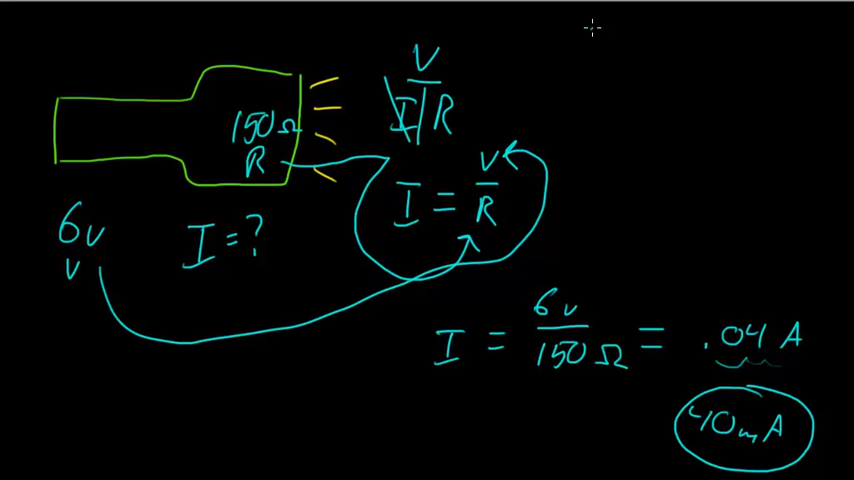 150Ω
R
6v
v
I = ?
V
I R
I = v/R
I = 6v/150Ω = .04 A
40mA